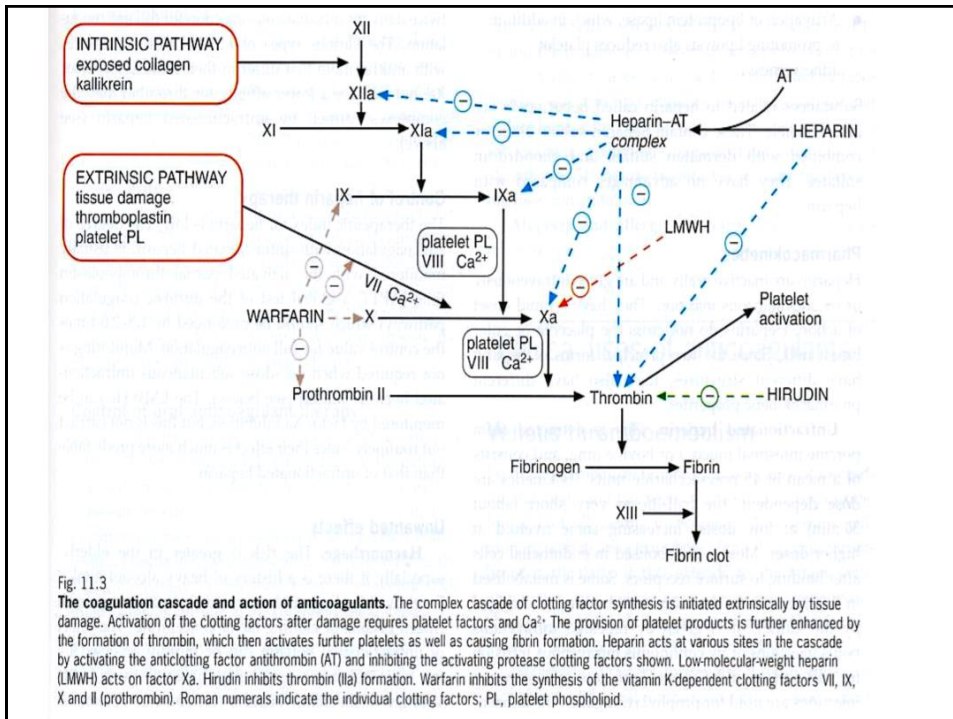 XII
INTRINSIC PATHWAY
exposed collagen
kallikrein
XIIa
AT
XI
XIa
Heparin–AT
complex
HEPARIN
EXTRINSIC PATHWAY
tissue damage
thromboplastin
platelet PL
IX
IXa
LMWH
platelet PL
VIII Ca²⁺
VII Ca²⁺
Platelet
activation
WARFARIN
X
Xa
platelet PL
VIII Ca²⁺
Prothrombin II
Thrombin
HIRUDIN
Fibrinogen
Fibrin
XIII
Fibrin clot
Fig. 11.3
The coagulation cascade and action of anticoagulants. The complex cascade of clotting factor synthesis is initiated extrinsically by tissue
damage. Activation of the clotting factors after damage requires platelet factors and Ca²⁺ The provision of platelet products is further enhanced by
the formation of thrombin, which then activates further platelets as well as causing fibrin formation. Heparin acts at various sites in the cascade
by activating the anticlotting factor antithrombin (AT) and inhibiting the activating protease clotting factors shown. Low-molecular-weight heparin
(LMWH) acts on factor Xa. Hirudin inhibits thrombin (IIa) formation. Warfarin inhibits the synthesis of the vitamin K-dependent clotting factors VII, IX,
X and II (prothrombin). Roman numerals indicate the individual clotting factors; PL, platelet phospholipid.